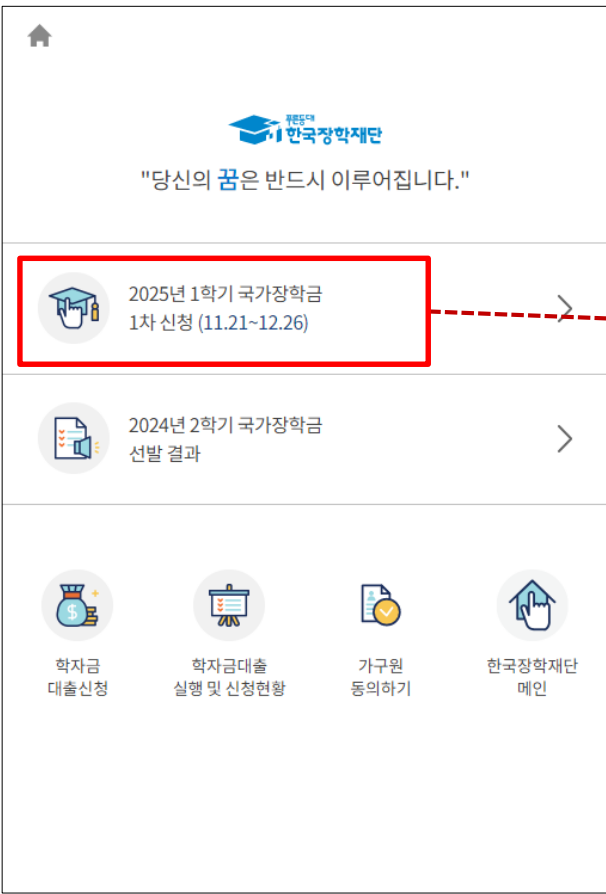 푸른등대
한국장학재단
"당신의 꿈은 반드시 이루어집니다."
2025년 1학기 국가장학금
1차 신청 (11.21~12.26)
2024년 2학기 국가장학금
선발 결과
학자금
대출신청
학자금대출
실행 및 신청현황
가구원
동의하기
한국장학재단
메인